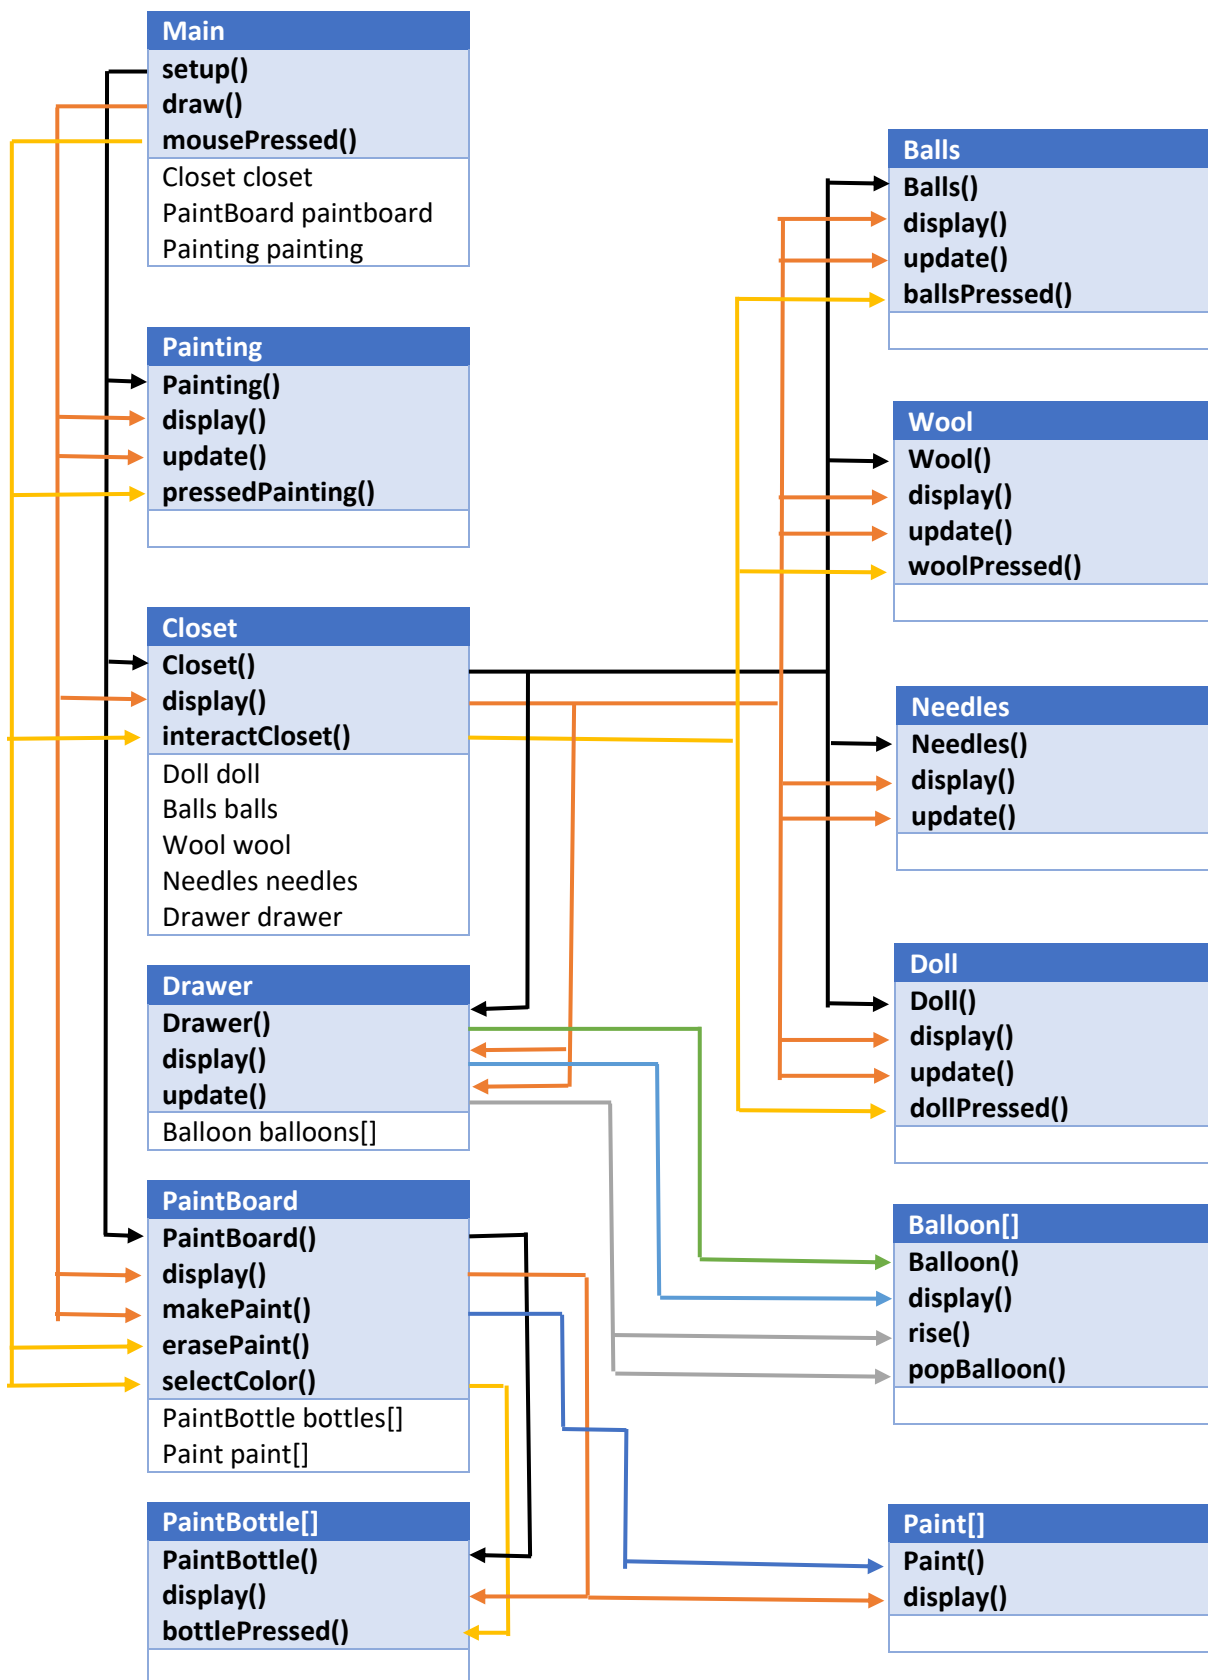 Main
setup()
draw()
mousePressed()
Closet closet
PaintBoard paintboard
Painting painting
Painting
Painting()
display()
update()
pressedPainting()
Closet
Closet()
display()
interactCloset()
Doll doll
Balls balls
Wool wool
Needles needles
Drawer drawer
Drawer
Drawer()
display()
update()
Balloon balloons[]
PaintBoard
PaintBoard()
display()
makePaint()
erasePaint()
selectColor()
PaintBottle bottles[]
Paint paint[]
PaintBottle[]
PaintBottle()
display()
bottlePressed()
Balls
Balls()
display()
update()
ballsPressed()
Wool
Wool()
display()
update()
woolPressed()
Needles
Needles()
display()
update()
Doll
Doll()
display()
update()
dollPressed()
Balloon[]
Balloon()
display()
rise()
popBalloon()
Paint[]
Paint()
display()